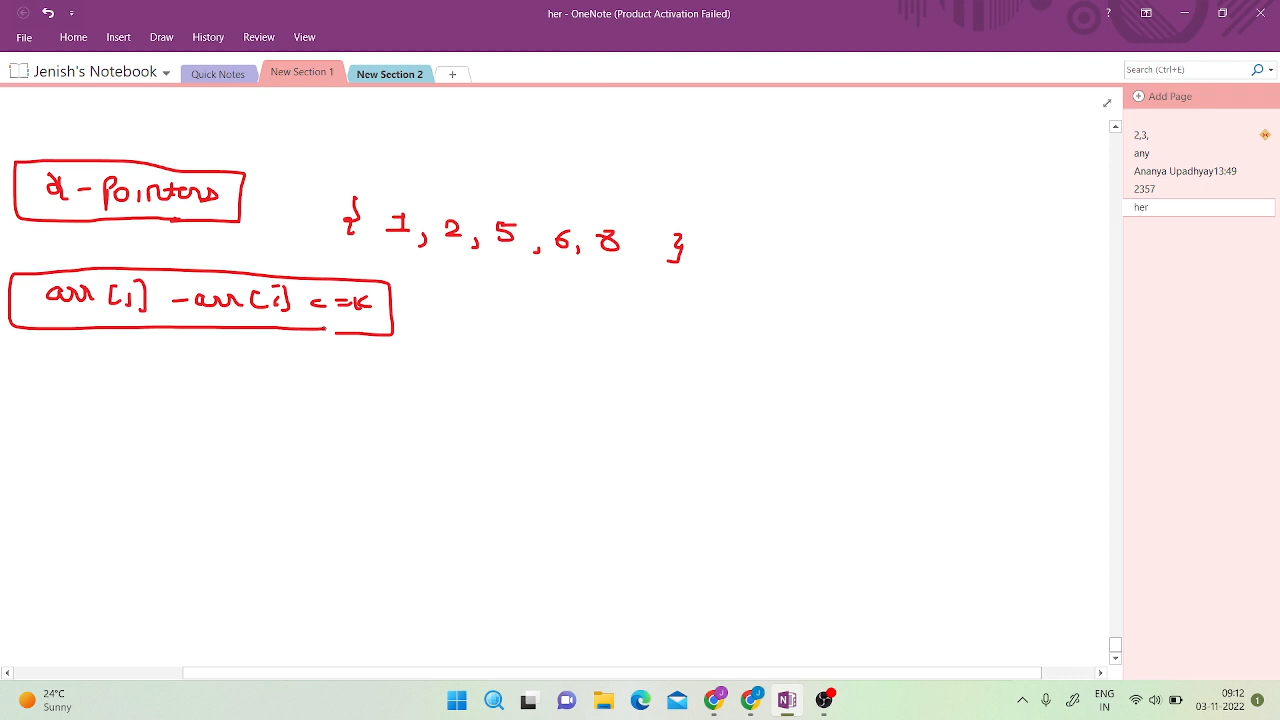 her - OneNote (Product Activation Failed)
File Home Insert Draw History Review View
Jenish's Notebook
Quick Notes
New Section 1
New Section 2
Search (Ctrl+E)
Add Page
2,3,
any
Ananya Upadhyay13:49
2357
her
- Pointers
{ 1, 2, 5, 6, 8 }
arr [j] - arr [i] <= K
24°C
Sunny
ENG
IN
09:12
03-11-2022
1